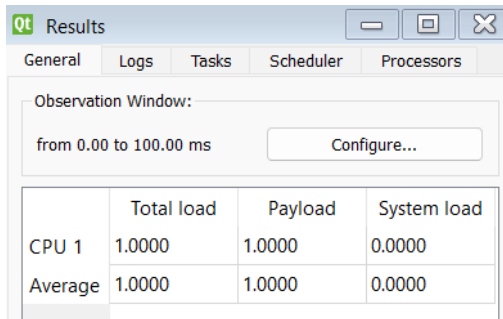 Qt Results
General Logs Tasks Scheduler Processors
Observation Window:
from 0.00 to 100.00 ms Configure...
Total load Payload System load
CPU 1 1.0000 1.0000 0.0000
Average 1.0000 1.0000 0.0000